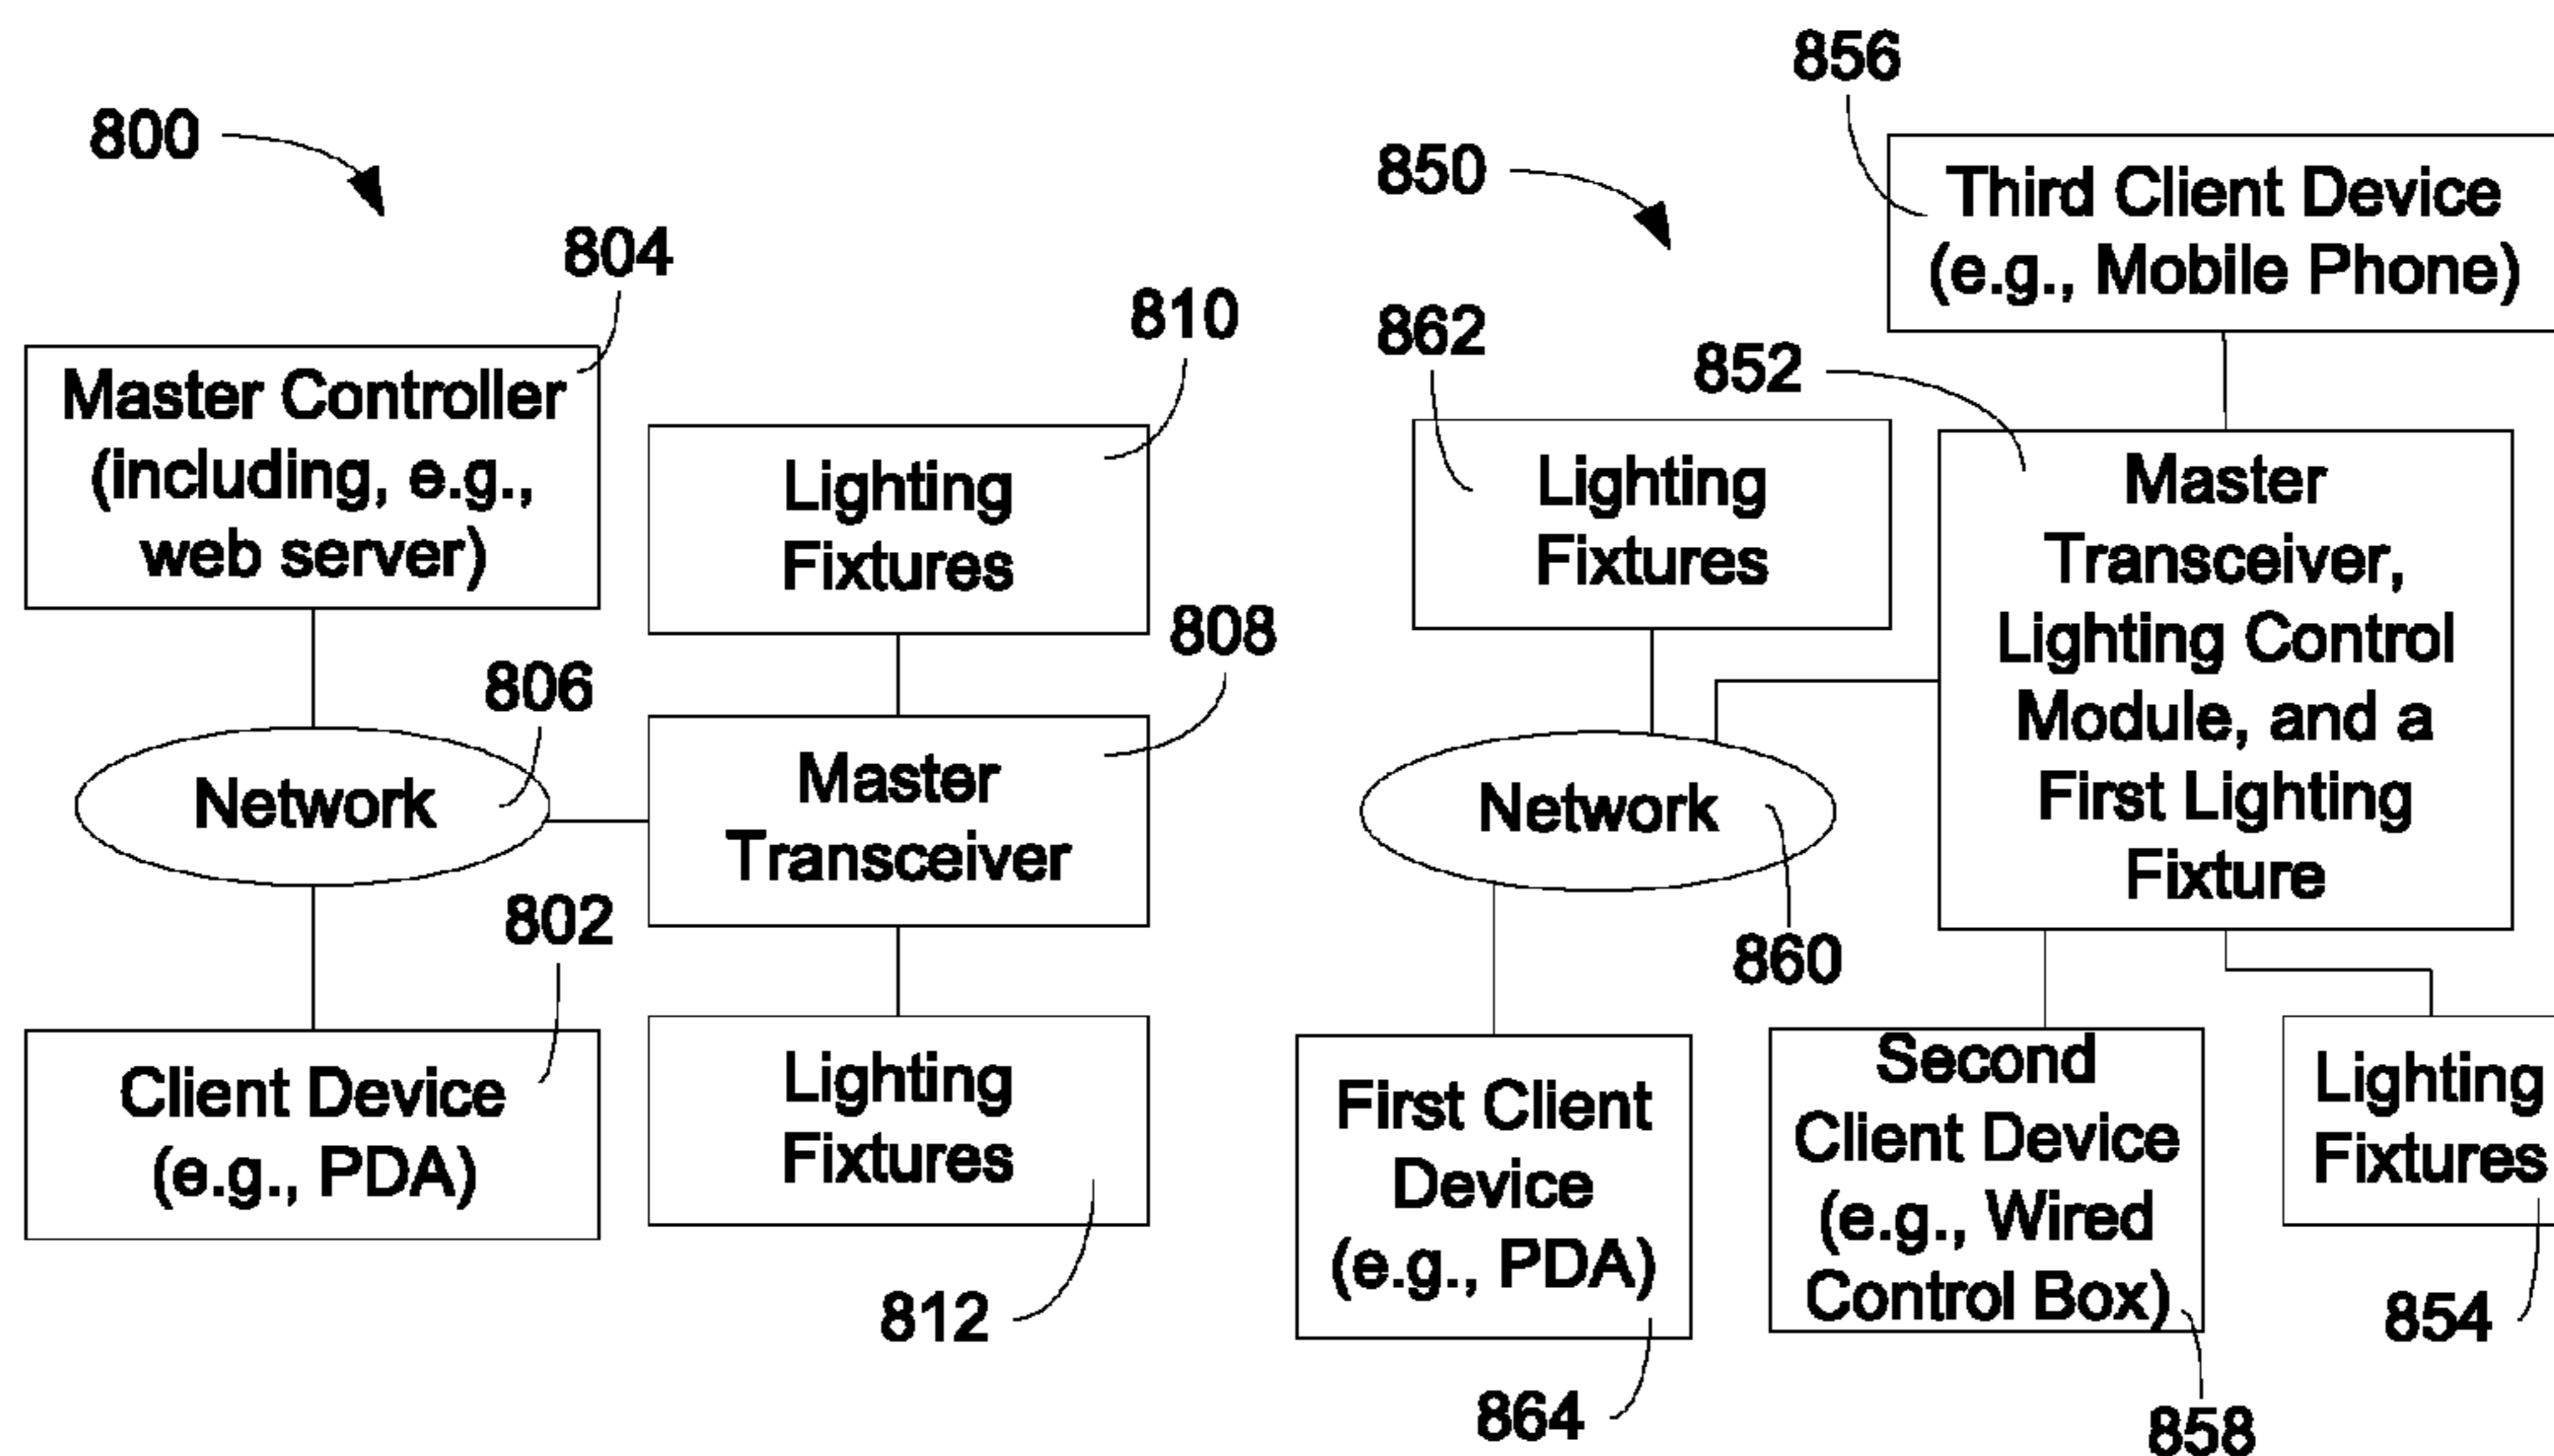 800
804
Master Controller
(including, e.g.,
web server)
810
Lighting
Fixtures
806
Network
808
Master
Transceiver
802
Client Device
(e.g., PDA)
Lighting
Fixtures
812
850
856
Third Client Device
(e.g., Mobile Phone)
862
Lighting
Fixtures
852
Master
Transceiver,
Lighting Control
Module, and a
First Lighting
Fixture
Network
860
First Client
Device
(e.g., PDA)
864
Second
Client Device
(e.g., Wired
Control Box)
858
Lighting
Fixtures
854